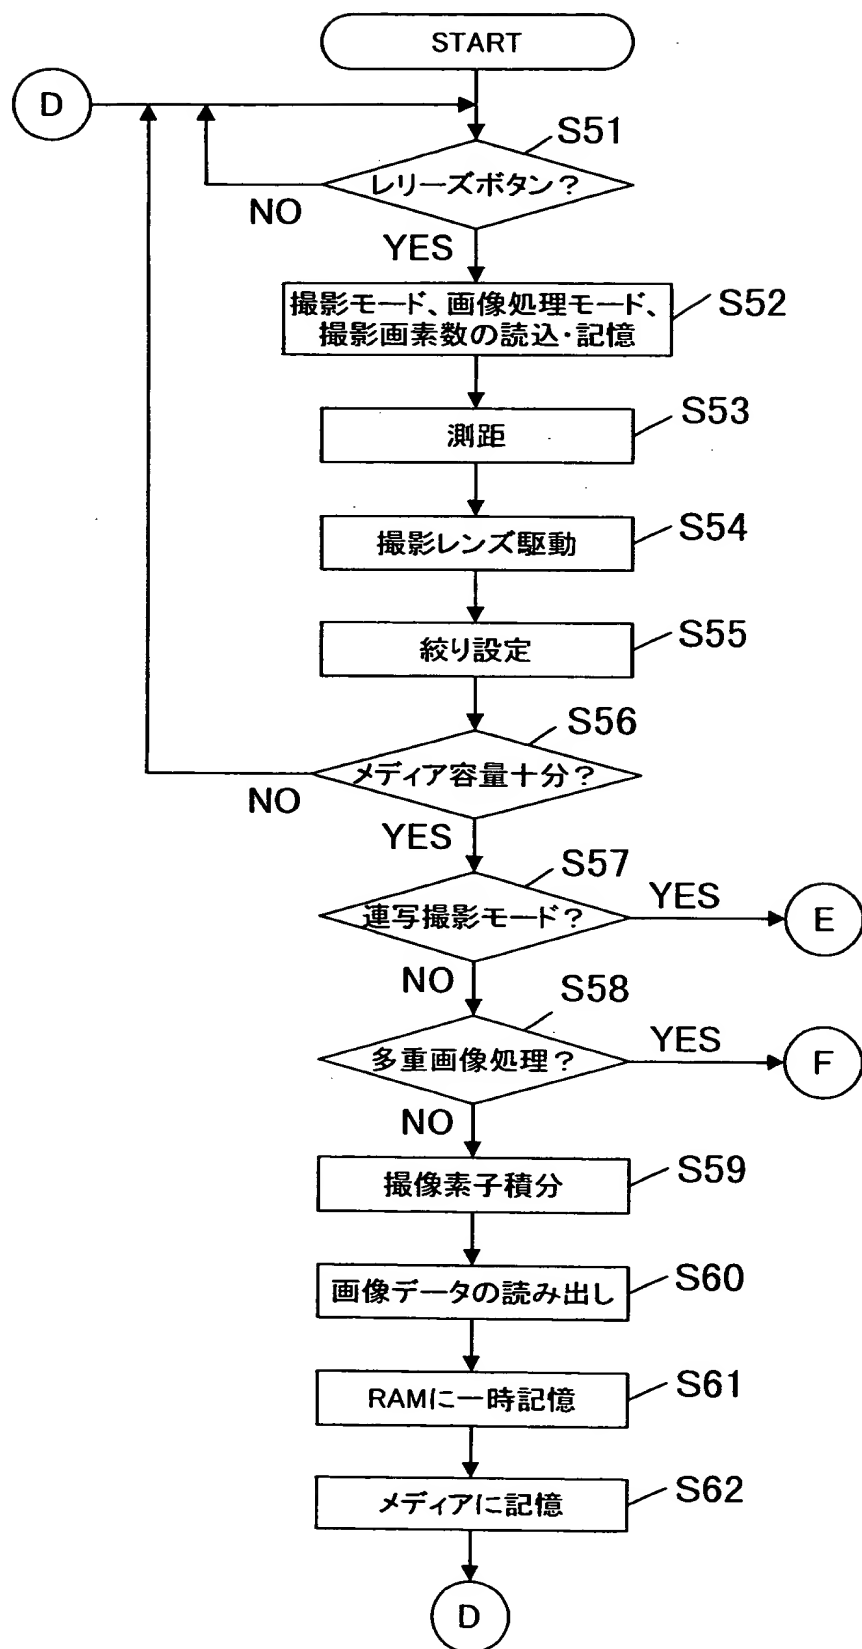 START
D
S51
レリーズボタン?
NO
YES
撮影モード、画像処理モード、
撮影画素数の読込・記憶
S52
測距
S53
撮影レンズ駆動
S54
絞り設定
S55
S56
メディア容量十分?
NO
YES
S57
連写撮影モード?
YES
E
NO
S58
多重画像処理?
YES
F
NO
撮像素子積分
S59
画像データの読み出し
S60
RAMに一時記憶
S61
メディアに記憶
S62
D